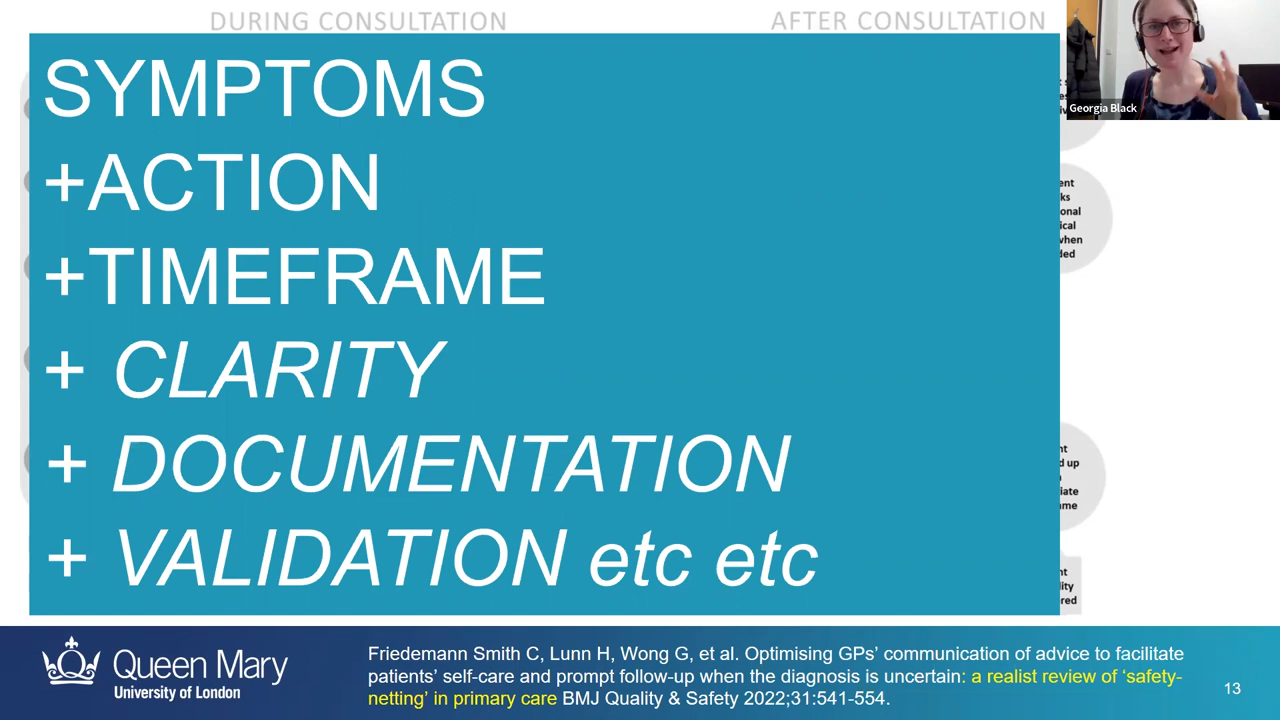 DURING CONSULTATION
AFTER CONSULTATION
Georgia Black
SYMPTOMS
+ACTION
+TIMEFRAME
+ CLARITY
+ DOCUMENTATION
+ VALIDATION etc etc
Queen Mary
University of London
Friedemann Smith C, Lunn H, Wong G, et al. Optimising GPs’ communication of advice to facilitate
patients’ self-care and prompt follow-up when the diagnosis is uncertain: a realist review of ‘safety-
netting’ in primary care BMJ Quality & Safety 2022;31:541-554.
13